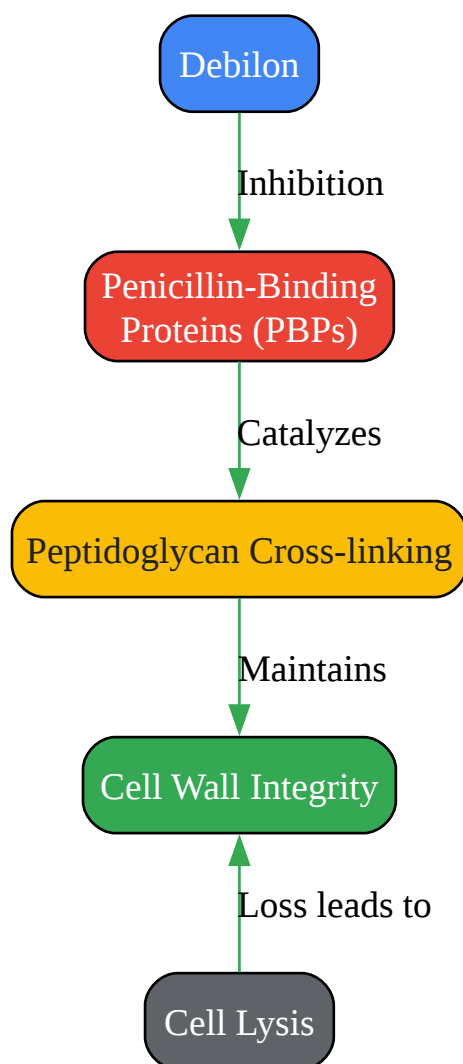 Debilon
Inhibition
Penicillin-Binding
Proteins (PBPs)
Catalyzes
Peptidoglycan Cross-linking
Maintains
Cell Wall Integrity
Loss leads to
Cell Lysis